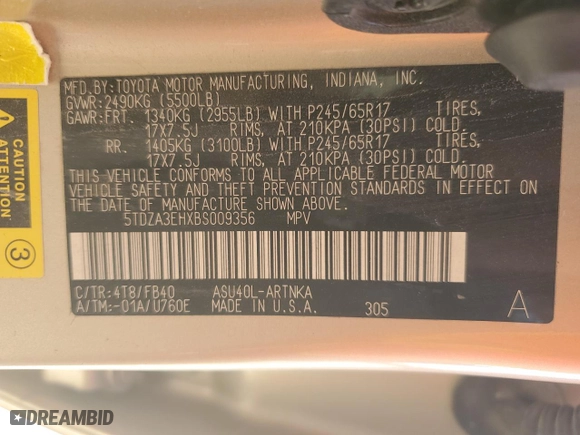 MFD.BY:TOYOTA MOTOR MANUFACTURING, INDIANA, INC.
GVWR:2490KG (5500LB)
GAWR:FRT. 1340KG (2955LB) WITH P245/65R17 TIRES,
17X7.5J RIMS, AT 210KPA (30PSI) COLD.
RR. 1405KG (3100LB) WITH P245/65R17 TIRES,
17X7.5J RIMS, AT 210KPA (30PSI) COLD.
THIS VEHICLE CONFORMS TO ALL APPLICABLE FEDERAL MOTOR
VEHICLE SAFETY AND THEFT PREVENTION STANDARDS IN EFFECT ON
THE DATE OF MANUFACTURE SHOWN ABOVE.
5TDZA3EHXBS009356 MPV
C/TR:4T8/FB40 ASU40L-ARTNKA
A/TM:-01A/U760E MADE IN U.S.A. 305 A
CAUTION
ATTENTION
3
DREAMBID